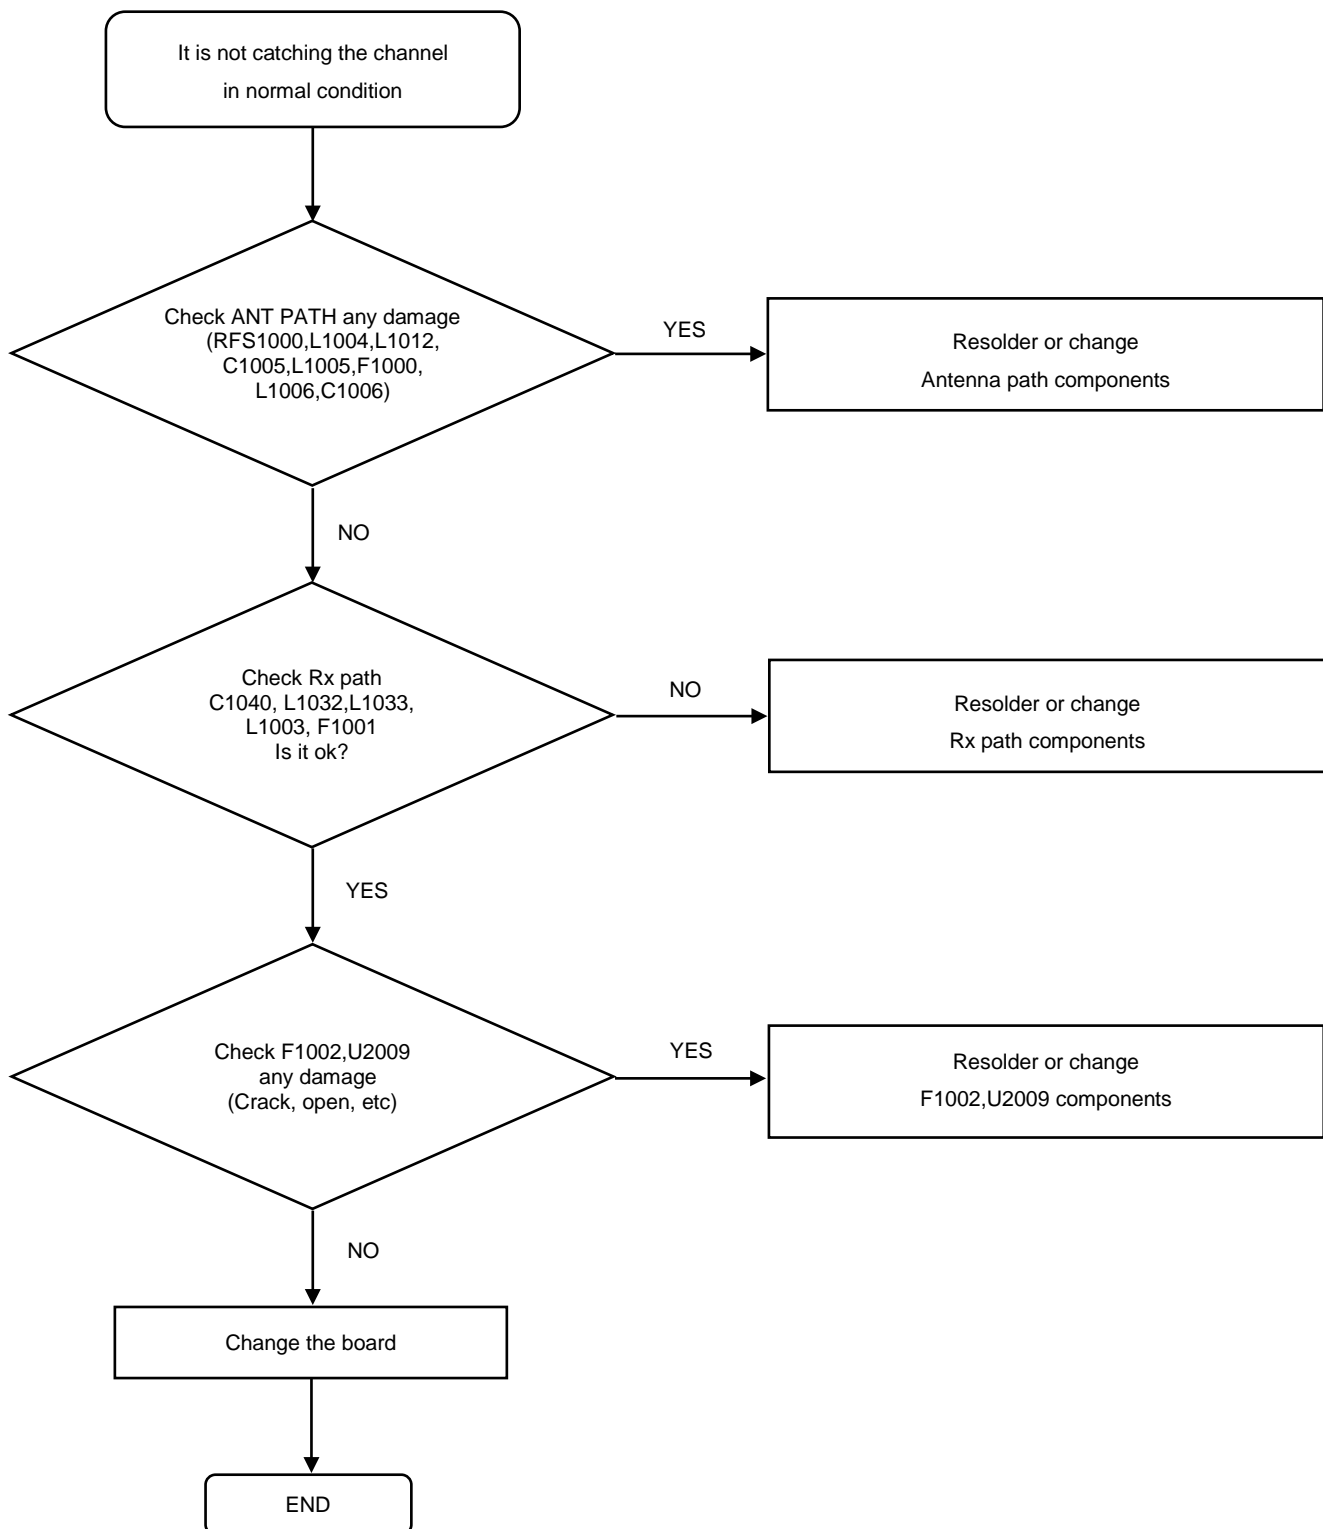 It is not catching the channel
in normal condition
Check ANT PATH any damage
(RFS1000,L1004,L1012,
C1005,L1005,F1000,
L1006,C1006)
YES
Resolder or change
Antenna path components
NO
Check Rx path
C1040, L1032,L1033,
L1003, F1001
Is it ok?
NO
Resolder or change
Rx path components
YES
Check F1002,U2009
any damage
(Crack, open, etc)
YES
Resolder or change
F1002,U2009 components
NO
Change the board
END